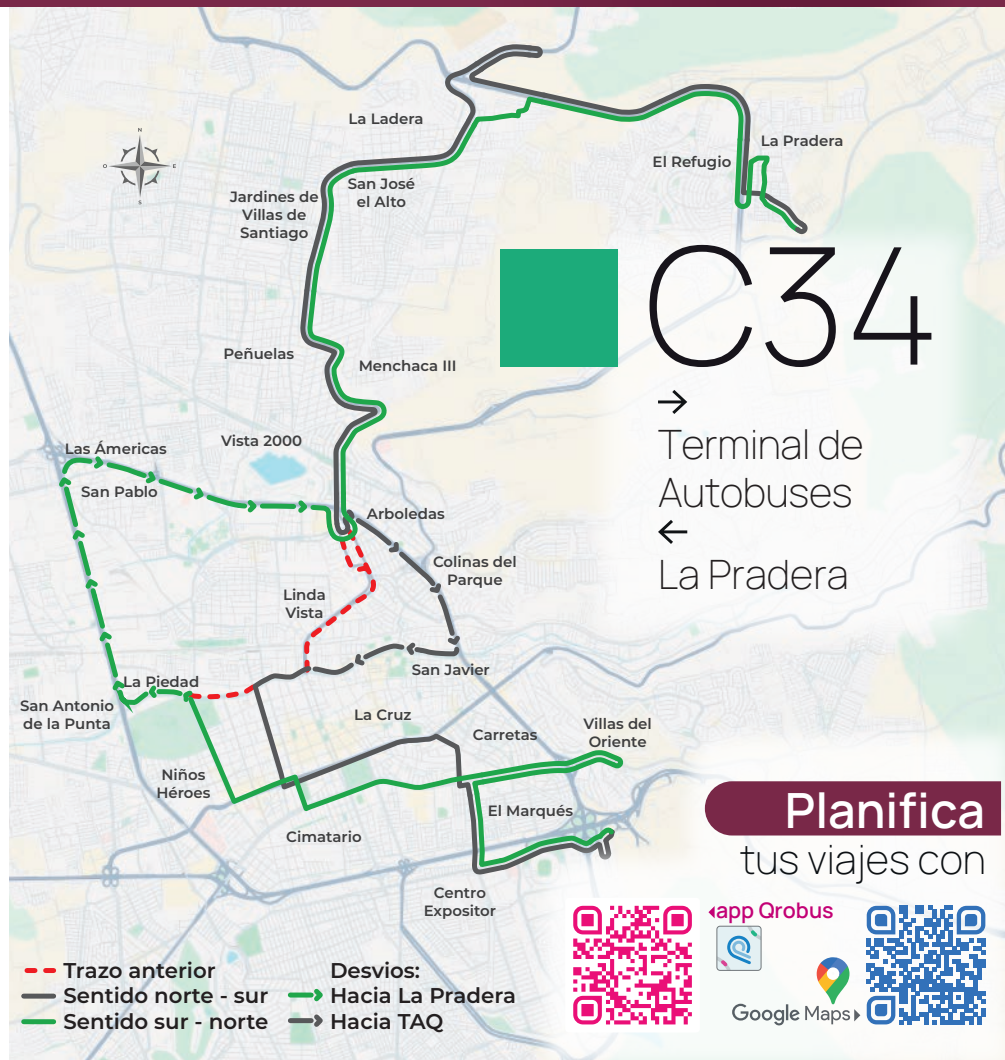 La Ladera
N
O
E
S
La Pradera
El Refugio
San José
el Alto
Jardines de
Villas de
Santiago
C34
Peñuelas
Menchaca III
→
Terminal de
Autobuses
←
La Pradera
Vista 2000
Las Ámericas
San Pablo
Arboledas
Colinas del
Parque
Linda
Vista
San Javier
La Piedad
San Antonio
de la Punta
La Cruz
Carretas
Villas del
Oriente
Niños
Héroes
El Marqués
Cimatario
Centro
Expositor
Planifica
tus viajes con
app Qrobus
Google Maps
Trazo anterior
Sentido norte - sur
Sentido sur - norte
Desvios:
Hacia La Pradera
Hacia TAQ